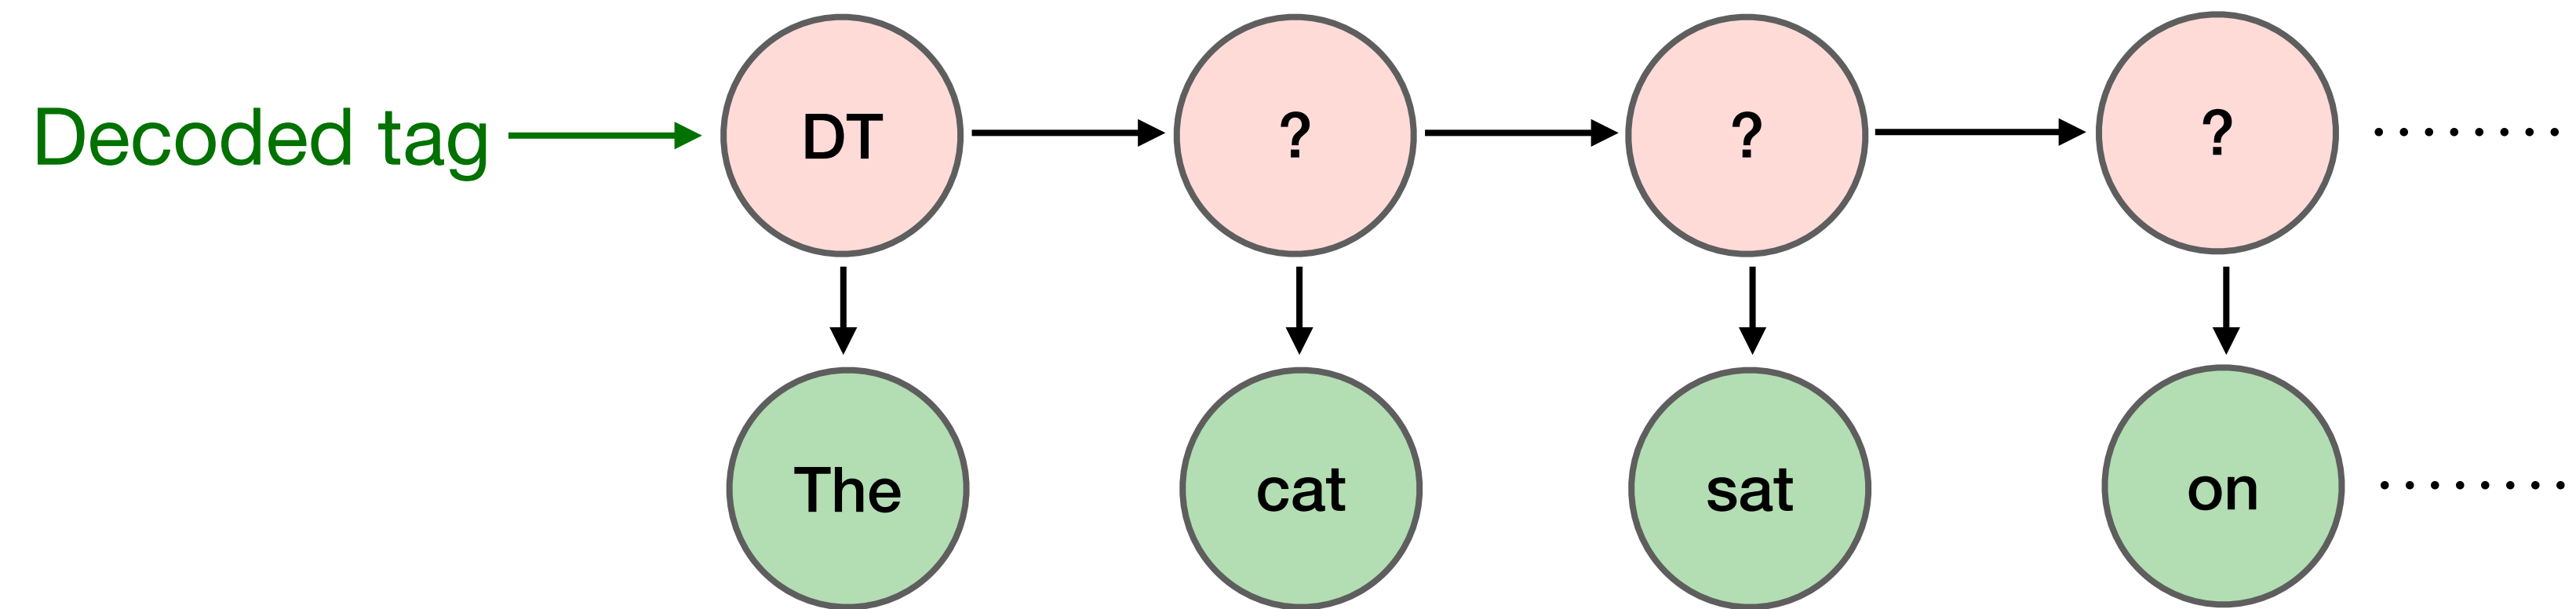 Decoded tag DT ? ? ? ........
The cat sat on ........